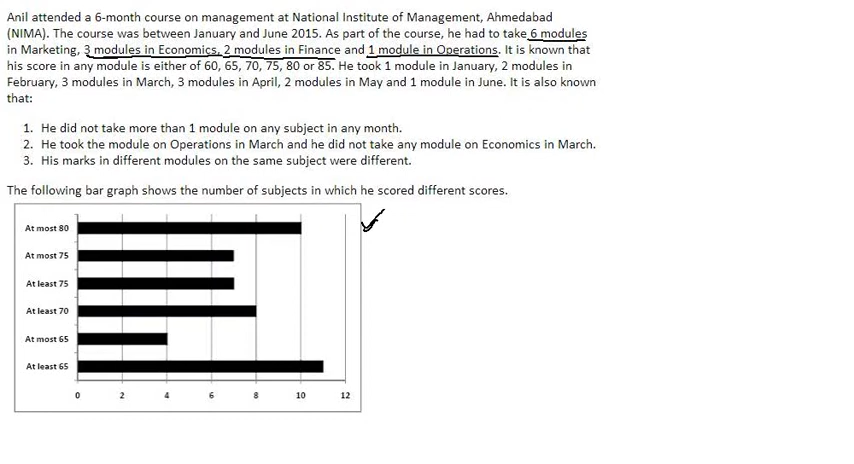 Anil attended a 6-month course on management at National Institute of Management, Ahmedabad
(NIMA). The course was between January and June 2015. As part of the course, he had to take 6 modules
in Marketing, 3 modules in Economics, 2 modules in Finance and 1 module in Operations. It is known that
his score in any module is either of 60, 65, 70, 75, 80 or 85. He took 1 module in January, 2 modules in
February, 3 modules in March, 3 modules in April, 2 modules in May and 1 module in June. It is also known
that:
1. He did not take more than 1 module on any subject in any month.
2. He took the module on Operations in March and he did not take any module on Economics in March.
3. His marks in different modules on the same subject were different.
The following bar graph shows the number of subjects in which he scored different scores.
At most 80
At most 75
At least 75
At least 70
At most 65
At least 65
0 2 4 6 8 10 12